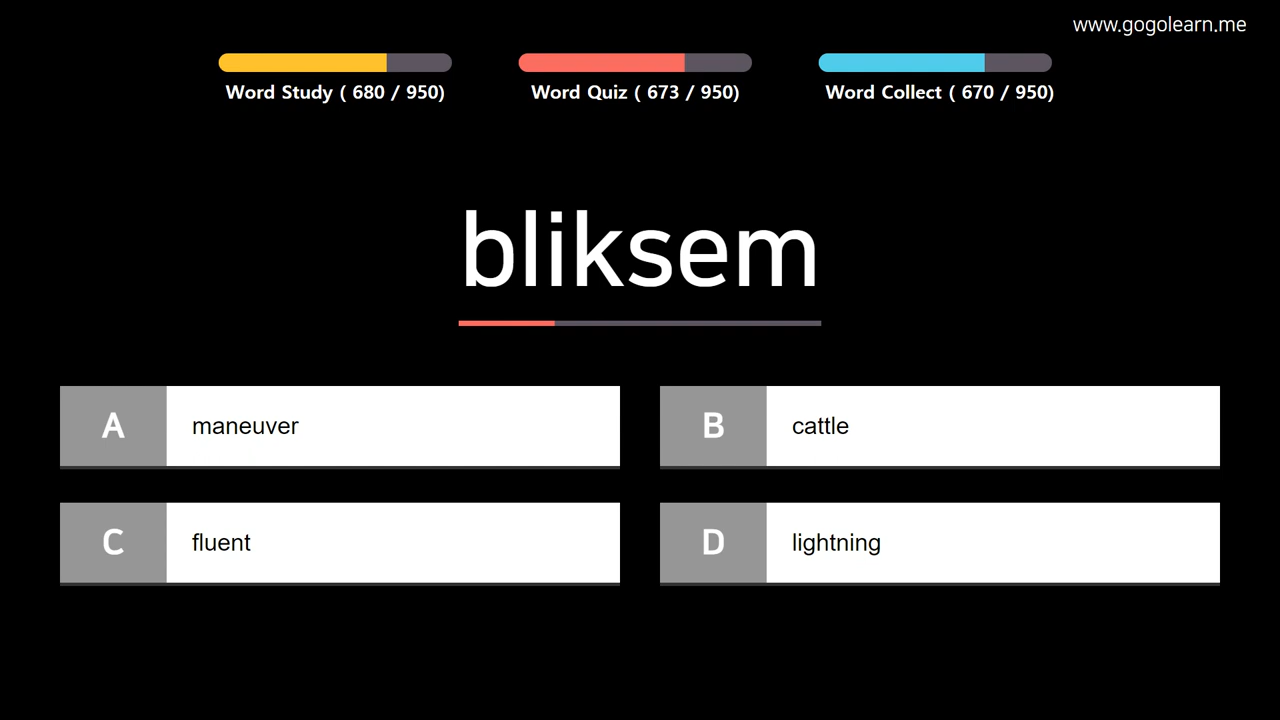 www.gogolearn.me
Word Study ( 680 / 950)
Word Quiz ( 673 / 950)
Word Collect ( 670 / 950)
bliksem
A maneuver
B cattle
C fluent
D lightning